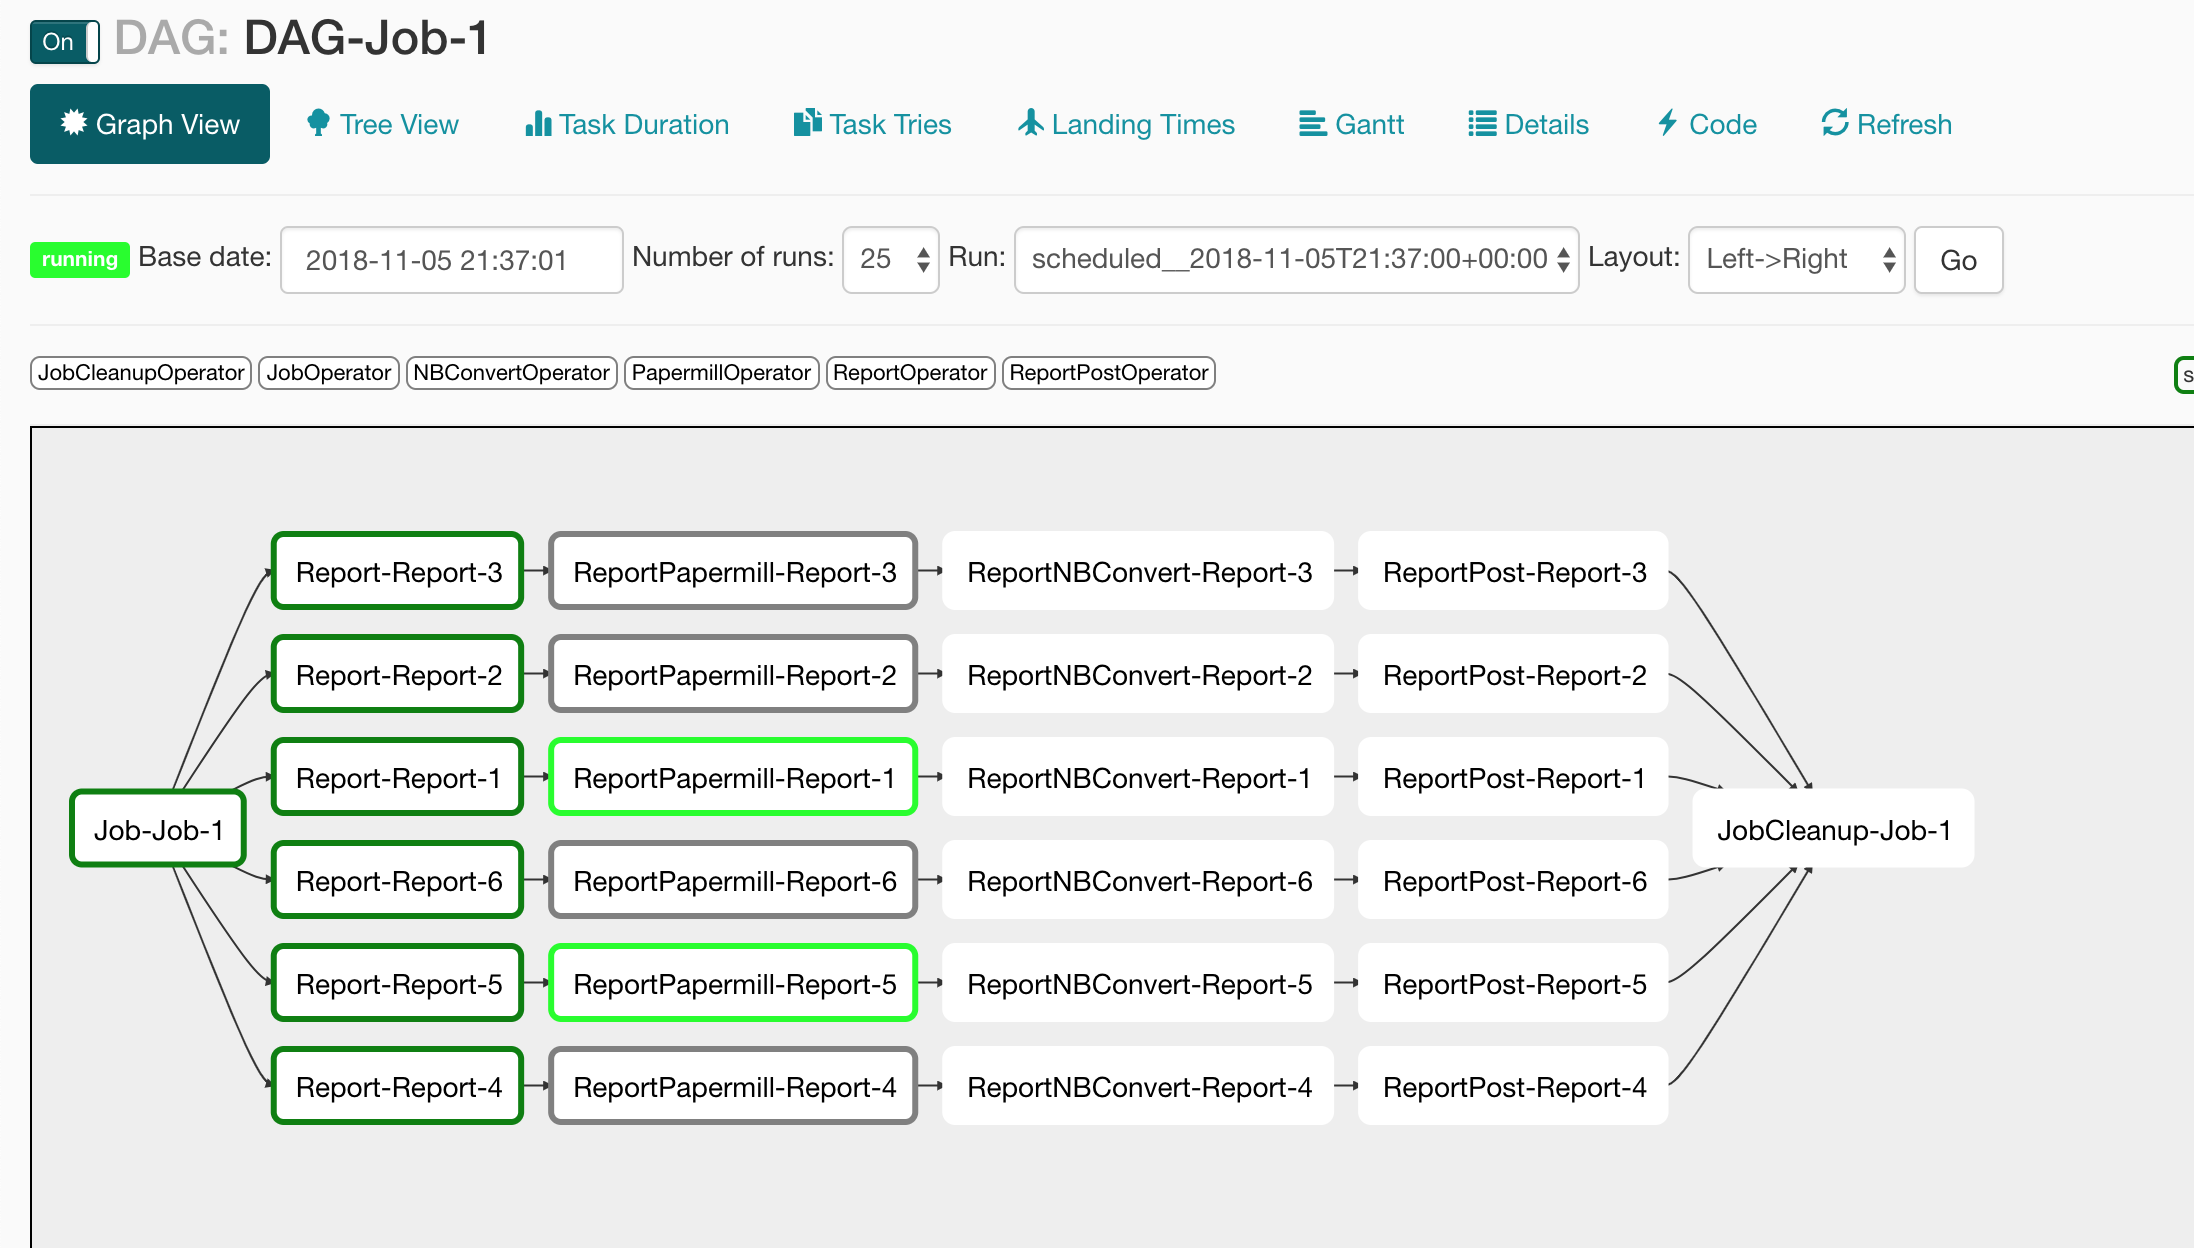 On DAG: DAG-Job-1
Graph View Tree View Task Duration Task Tries Landing Times Gantt Details Code Refresh
running Base date: 2018-11-05 21:37:01 Number of runs: 25 Run: scheduled__2018-11-05T21:37:00+00:00 Layout: Left->Right Go
JobCleanupOperator JobOperator NBConvertOperator PapermillOperator ReportOperator ReportPostOperator s
Report-Report-3 ReportPapermill-Report-3 ReportNBConvert-Report-3 ReportPost-Report-3
Report-Report-2 ReportPapermill-Report-2 ReportNBConvert-Report-2 ReportPost-Report-2
Report-Report-1 ReportPapermill-Report-1 ReportNBConvert-Report-1 ReportPost-Report-1
Job-Job-1 JobCleanup-Job-1
Report-Report-6 ReportPapermill-Report-6 ReportNBConvert-Report-6 ReportPost-Report-6
Report-Report-5 ReportPapermill-Report-5 ReportNBConvert-Report-5 ReportPost-Report-5
Report-Report-4 ReportPapermill-Report-4 ReportNBConvert-Report-4 ReportPost-Report-4